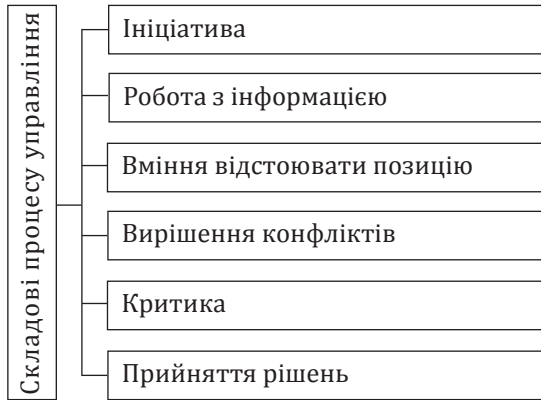 Складові процесу управління
Ініціатива
Робота з інформацією
Вміння відстоювати позицію
Вирішення конфліктів
Критика
Прийняття рішень